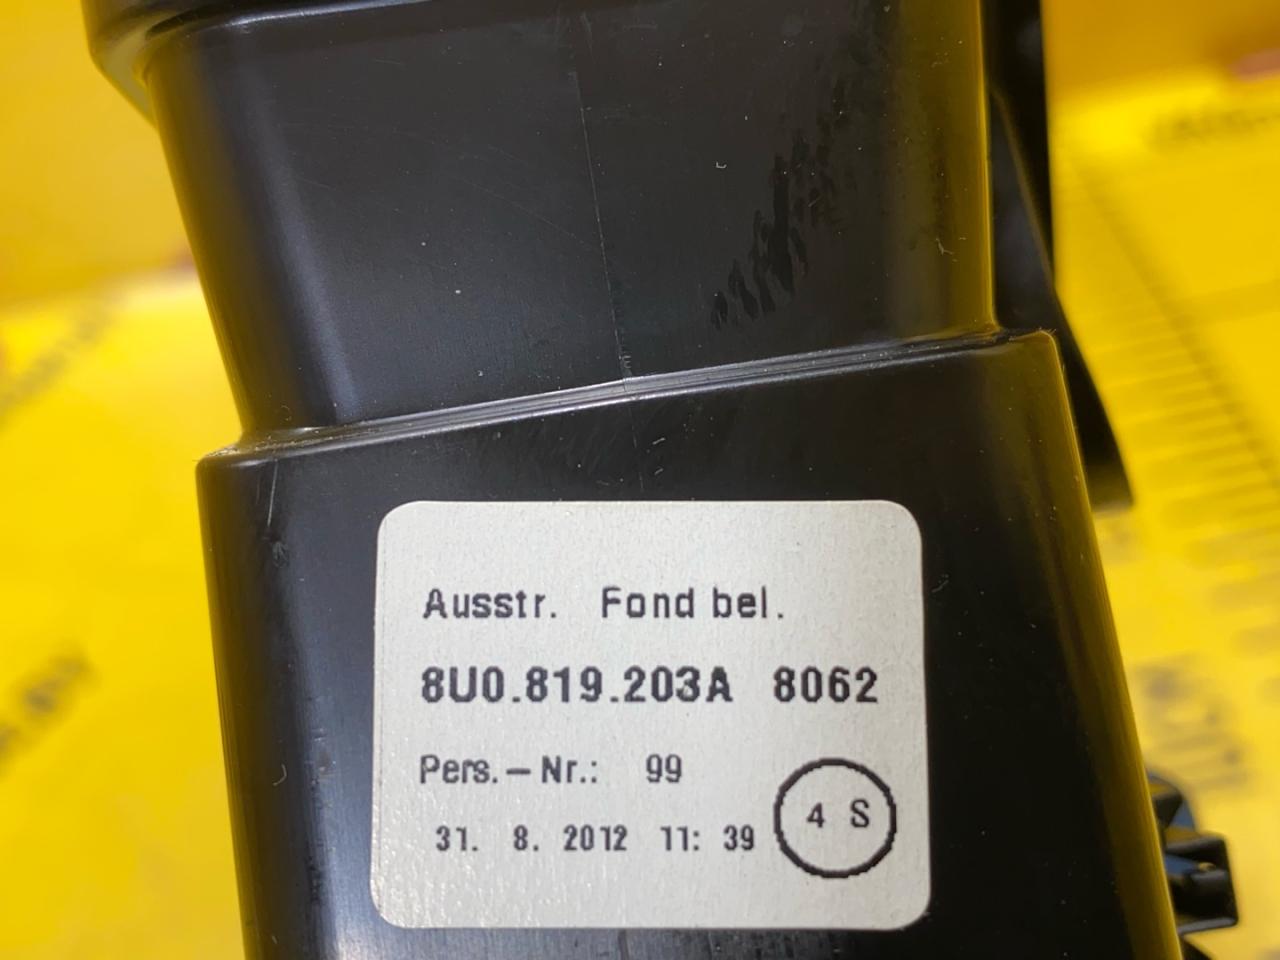 Ausstr. Fond bel.
8U0.819.203A 8062
Pers.–Nr.: 99
31. 8. 2012 11: 39
4 S